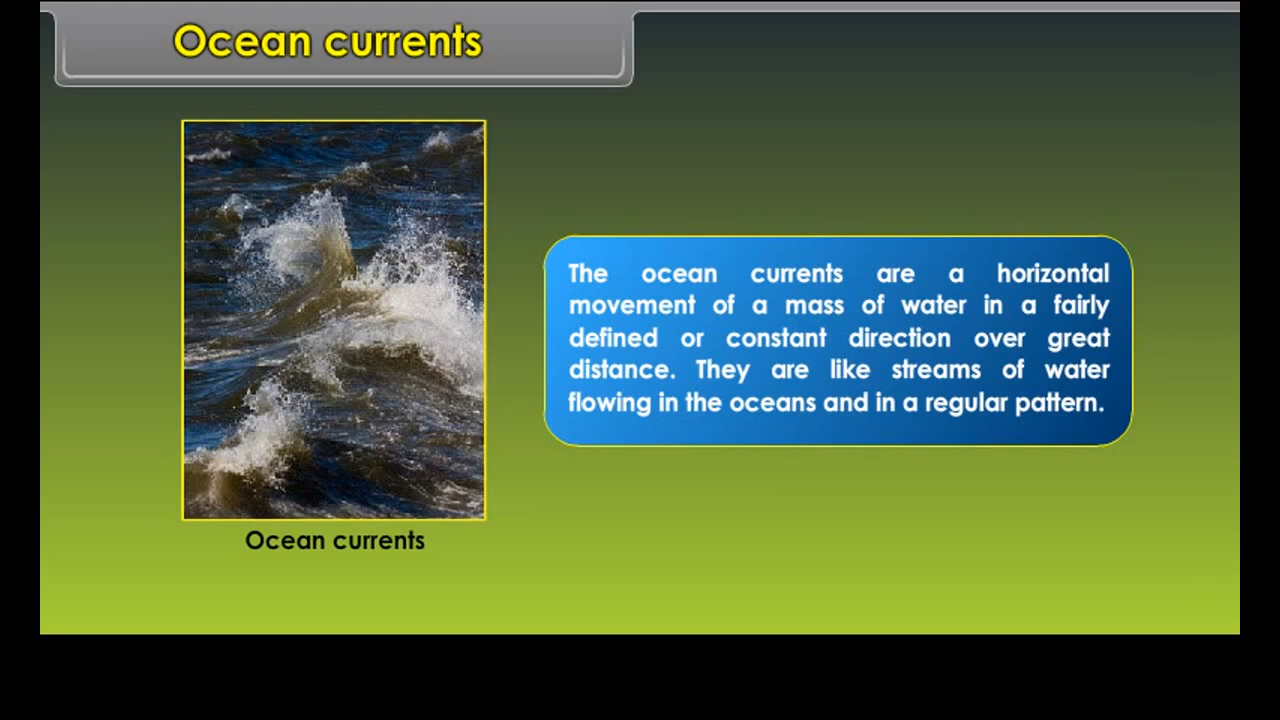 Ocean currents
The ocean currents are a horizontal
movement of a mass of water in a fairly
defined or constant direction over great
distance. They are like streams of water
flowing in the oceans and in a regular pattern.
Ocean currents